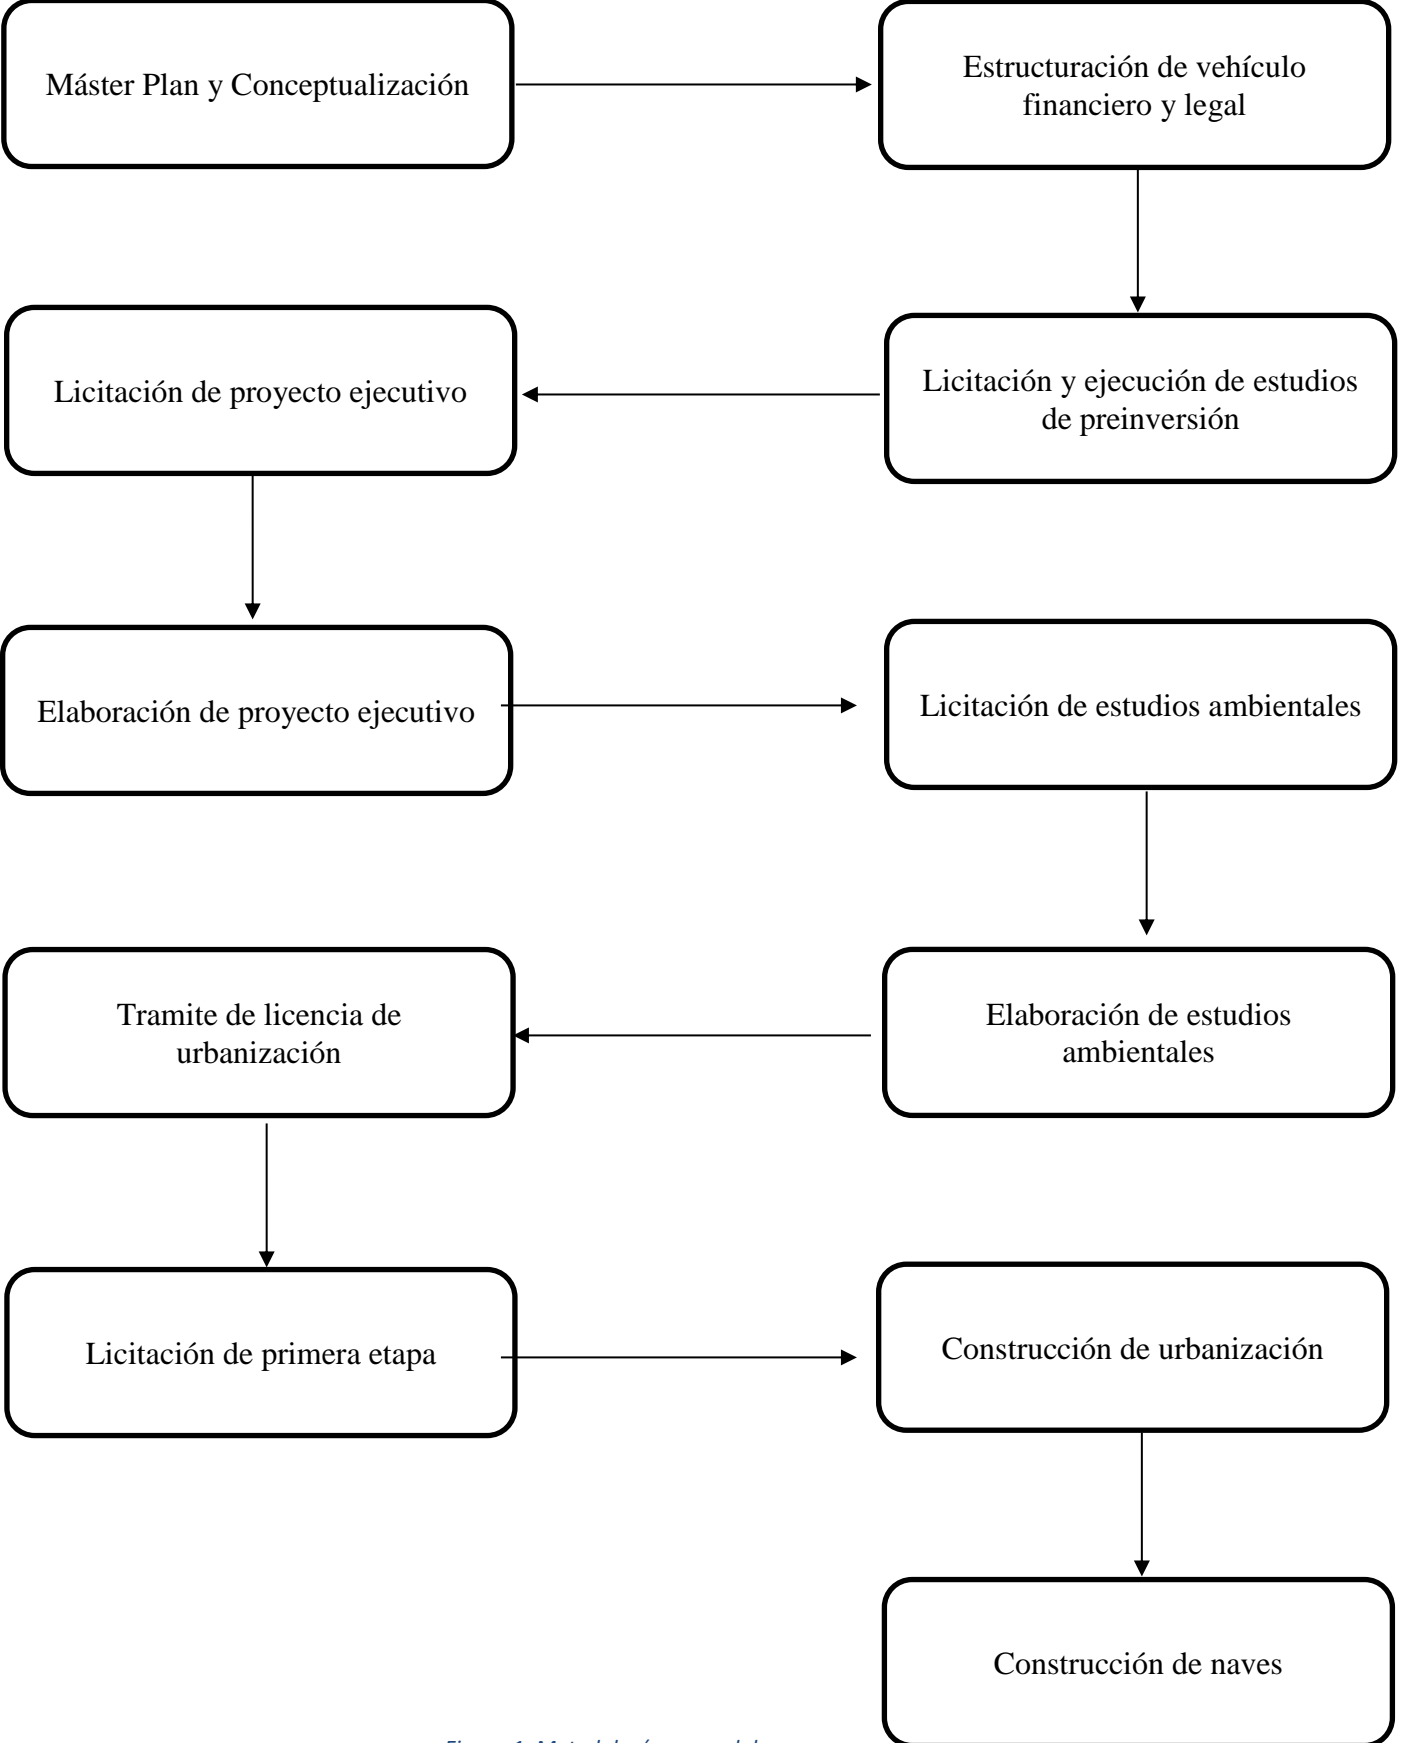 Máster Plan y Conceptualización
Estructuración de vehículo
financiero y legal
Licitación y ejecución de estudios
de preinversión
Licitación de proyecto ejecutivo
Elaboración de proyecto ejecutivo
Licitación de estudios ambientales
Elaboración de estudios
ambientales
Tramite de licencia de
urbanización
Licitación de primera etapa
Construcción de urbanización
Construcción de naves